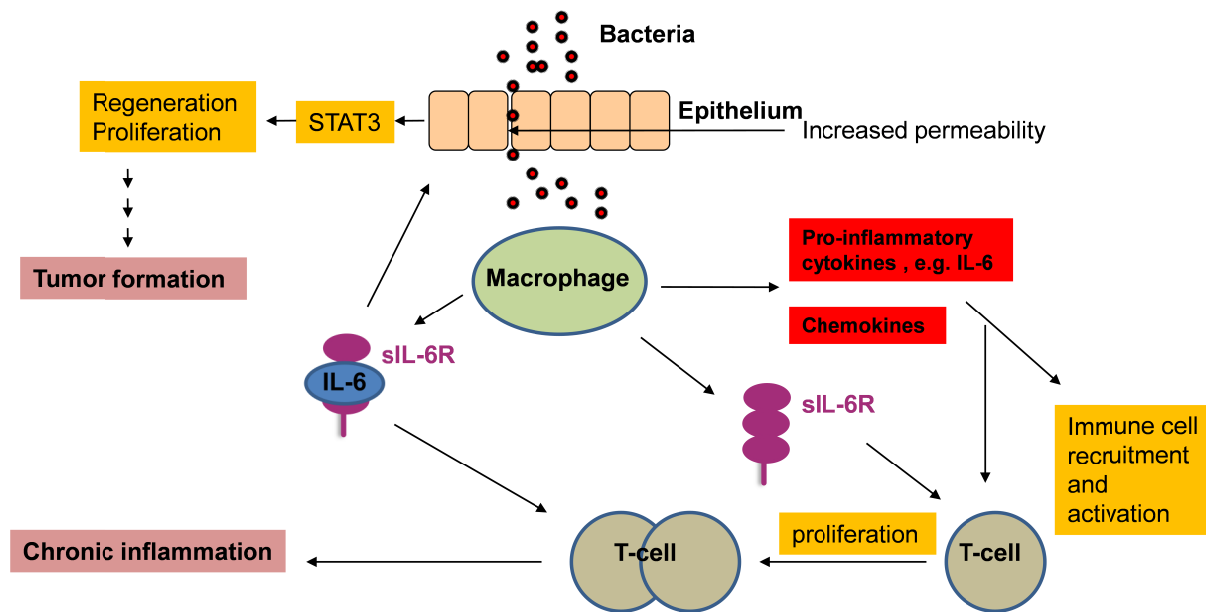 Bacteria
Regeneration
Proliferation
STAT3
Epithelium
Increased permeability
Tumor formation
Macrophage
Pro-inflammatory
cytokines , e.g. IL-6
Chemokines
sIL-6R
IL-6
sIL-6R
Immune cell
recruitment
and
activation
proliferation
Chronic inflammation
T-cell
T-cell